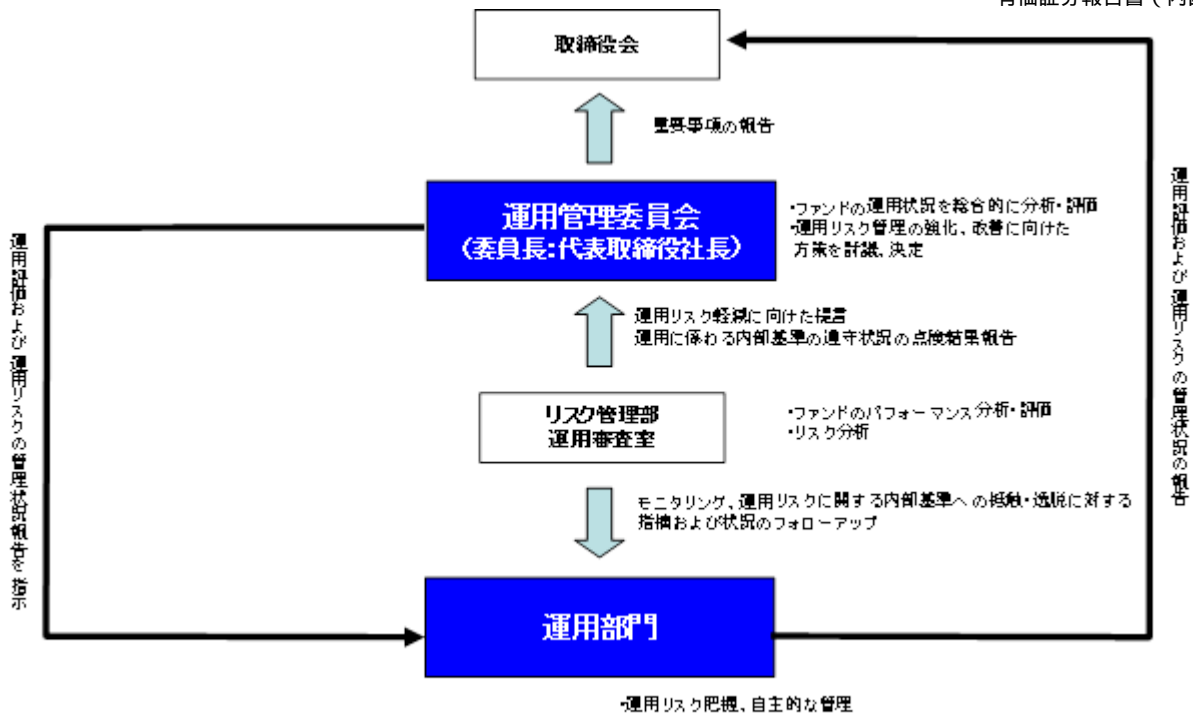 取締役会
重要事項の報告
運用管理委員会
(委員長:代表取締役社長)
・ファンドの運用状況を総合的に分析・評価
・運用リスク管理の強化、改善に向けた
方策を討議、決定
運用リスク軽減に向けた提言
運用に係わる内部基準の遵守状況の点検結果報告
リスク管理部
運用審査室
・ファンドのパフォーマンス分析・評価
・リスク分析
モニタリング、運用リスクに関する内部基準への抵触・逸脱に対する
指摘および状況のフォローアップ
運用部門
・運用リスク把握、自主的な管理
運用評価および運用リスクの管理状況報告を指示
運用評価および運用リスクの管理状況の報告